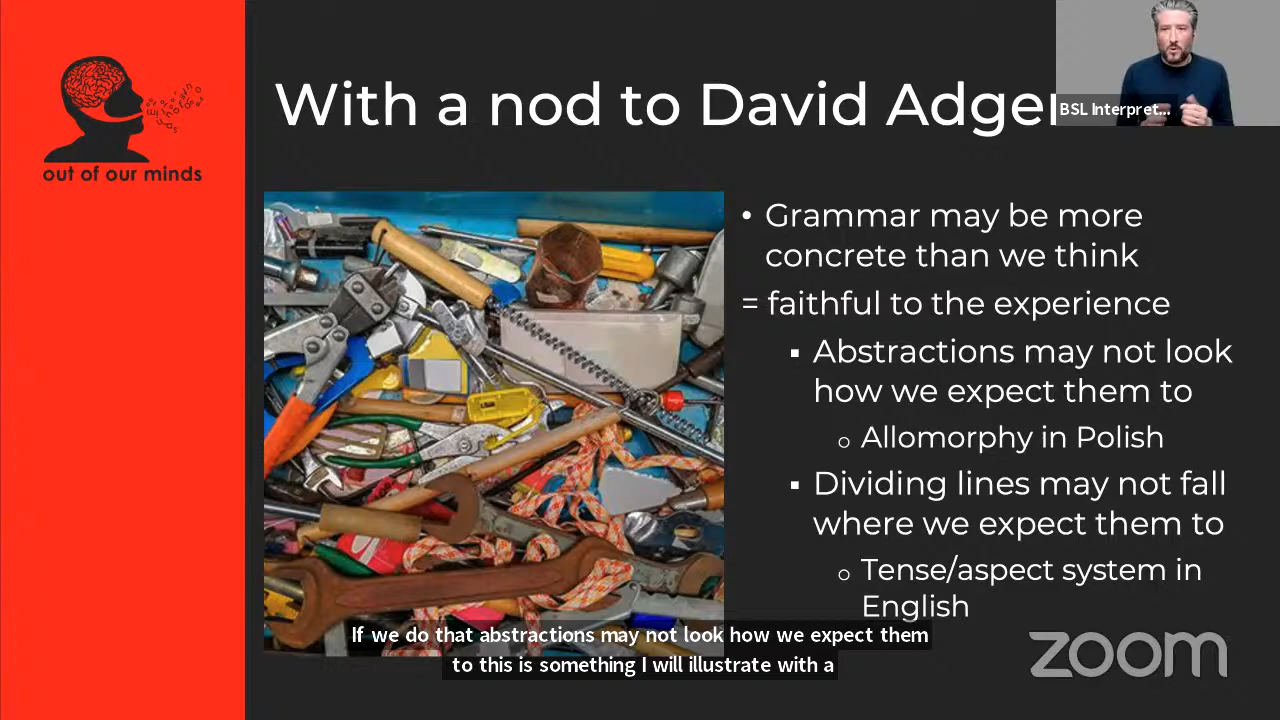 out of our minds
With a nod to David Adger
BSL Interpret...
• Grammar may be more
concrete than we think
= faithful to the experience
▪ Abstractions may not look
how we expect them to
o Allomorphy in Polish
▪ Dividing lines may not fall
where we expect them to
o Tense/aspect system in
English
If we do that abstractions may not look how we expect them
to this is something I will illustrate with a
zoom